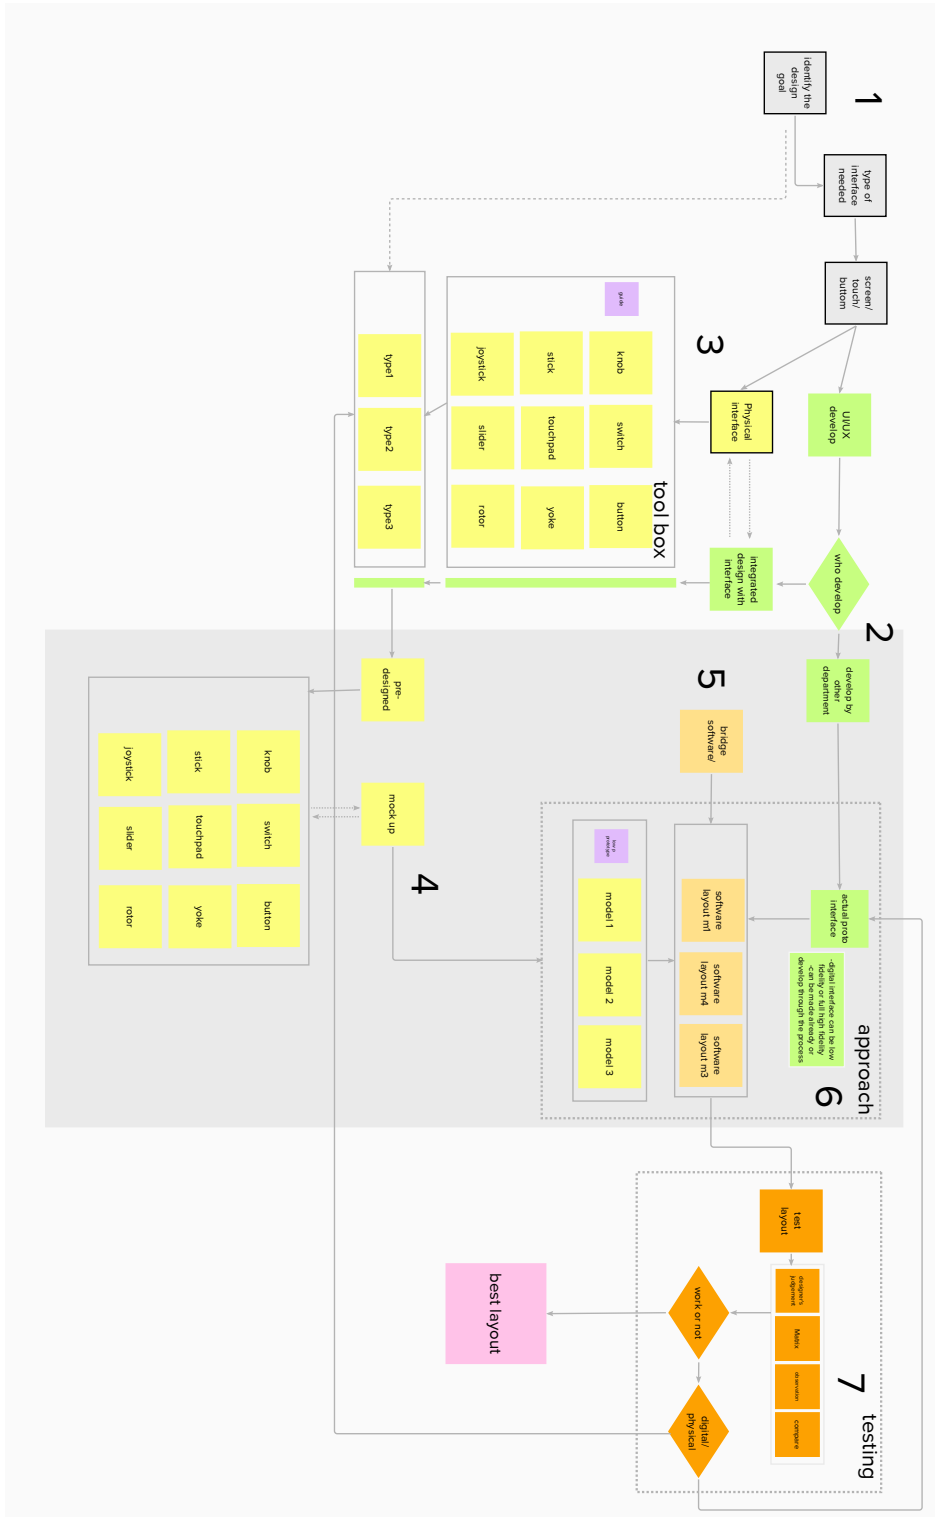 1
identify the
design
goal
type of
interface
needed
screen/
touch/
buttom
UI/UX
develop
who develop
2
develop by
other
department
3
Physical
interface
integrated
design with
interface
tool box
guide
knob
switch
button
stick
touchpad
yoke
joystick
slider
rotor
type1
type2
type3
pre-
designed
mock up
4
knob
switch
button
stick
touchpad
yoke
joystick
slider
rotor
5
bridge
software/
approach
6
actual proto
interface
-digital interface can be low
fidelity or full high fidelity
-can be made already or
develop through the process
software
layout m1
software
layout m4
software
layout m3
prototype
model 1
model 2
model 3
testing
7
test
layout
designer's
judgement
Matrix
observation
compare
work or not
digital/
physical
best layout